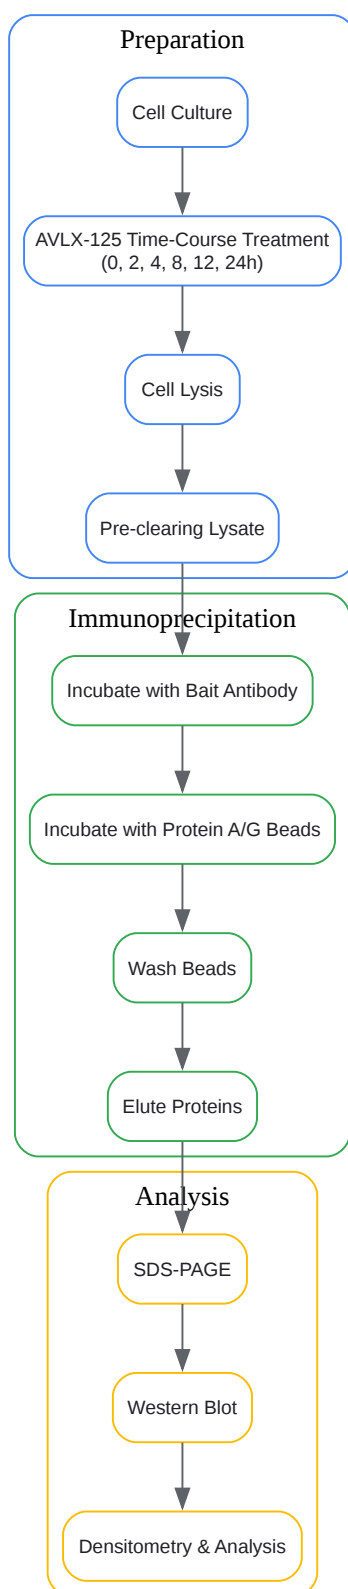 Preparation
Cell Culture
AVLX-125 Time-Course Treatment
(0, 2, 4, 8, 12, 24h)
Cell Lysis
Pre-clearing Lysate
Immunoprecipitation
Incubate with Bait Antibody
Incubate with Protein A/G Beads
Wash Beads
Elute Proteins
Analysis
SDS-PAGE
Western Blot
Densitometry & Analysis